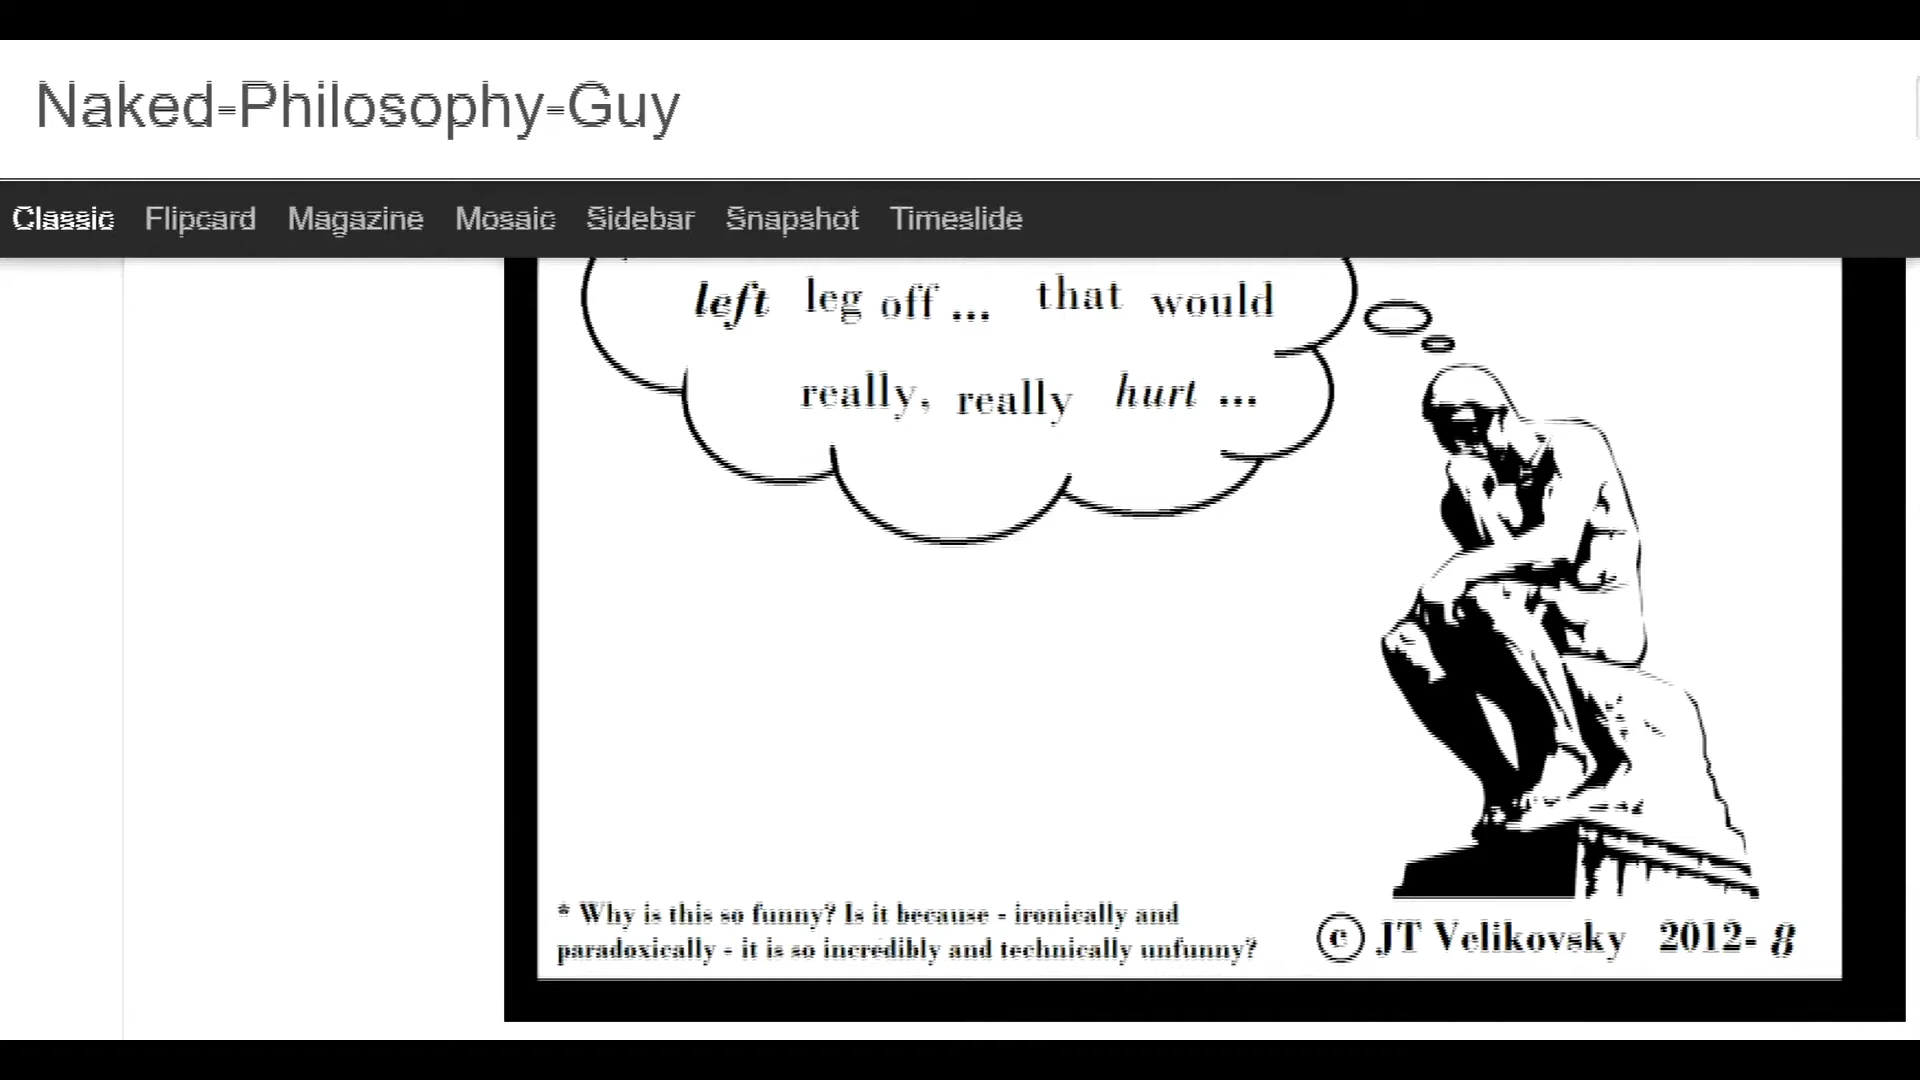 Naked-Philosophy-Guy
Classic Flipcard Magazine Mosaic Sidebar Snapshot Timeslide
left leg off ... that would
really, really hurt ...
* Why is this so funny? Is it because - ironically and
paradoxically - it is so incredibly and technically unfunny?
© JT Velikovsky 2012- 8